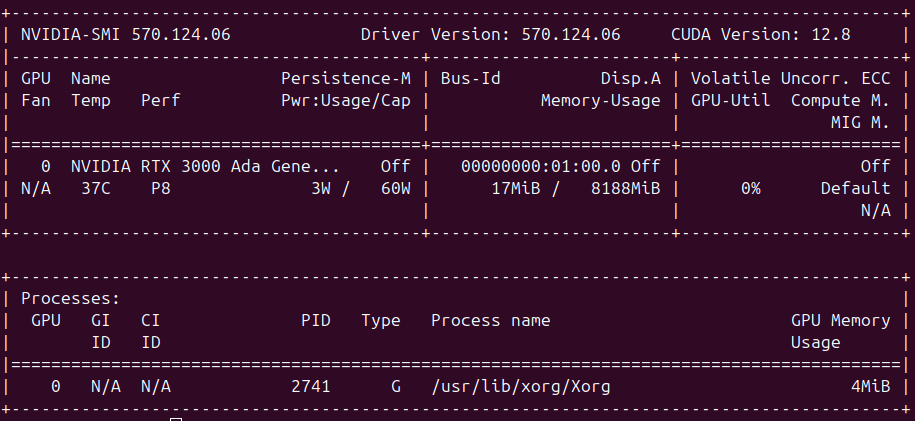 +-----------------------------------------------------------------------------------------+
| NVIDIA-SMI 570.124.06             Driver Version: 570.124.06     CUDA Version: 12.8     |
|-----------------------------------------+------------------------+----------------------+
| GPU  Name                 Persistence-M | Bus-Id          Disp.A | Volatile Uncorr. ECC |
| Fan  Temp   Perf          Pwr:Usage/Cap |           Memory-Usage | GPU-Util  Compute M. |
|                                         |                        |               MIG M. |
|=========================================+========================+======================|
|   0  NVIDIA RTX 3000 Ada Gene...    Off |   00000000:01:00.0 Off |                  Off |
| N/A   37C    P8              3W /   60W |      17MiB /   8188MiB |      0%      Default |
|                                         |                        |                  N/A |
+-----------------------------------------+------------------------+----------------------+

+-----------------------------------------------------------------------------------------+
| Processes:                                                                              |
|  GPU   GI   CI              PID   Type   Process name                        GPU Memory |
|        ID   ID                                                               Usage      |
|=========================================================================================|
|    0   N/A  N/A            2741      G   /usr/lib/xorg/Xorg                        4MiB |
+-----------------------------------------------------------------------------------------+